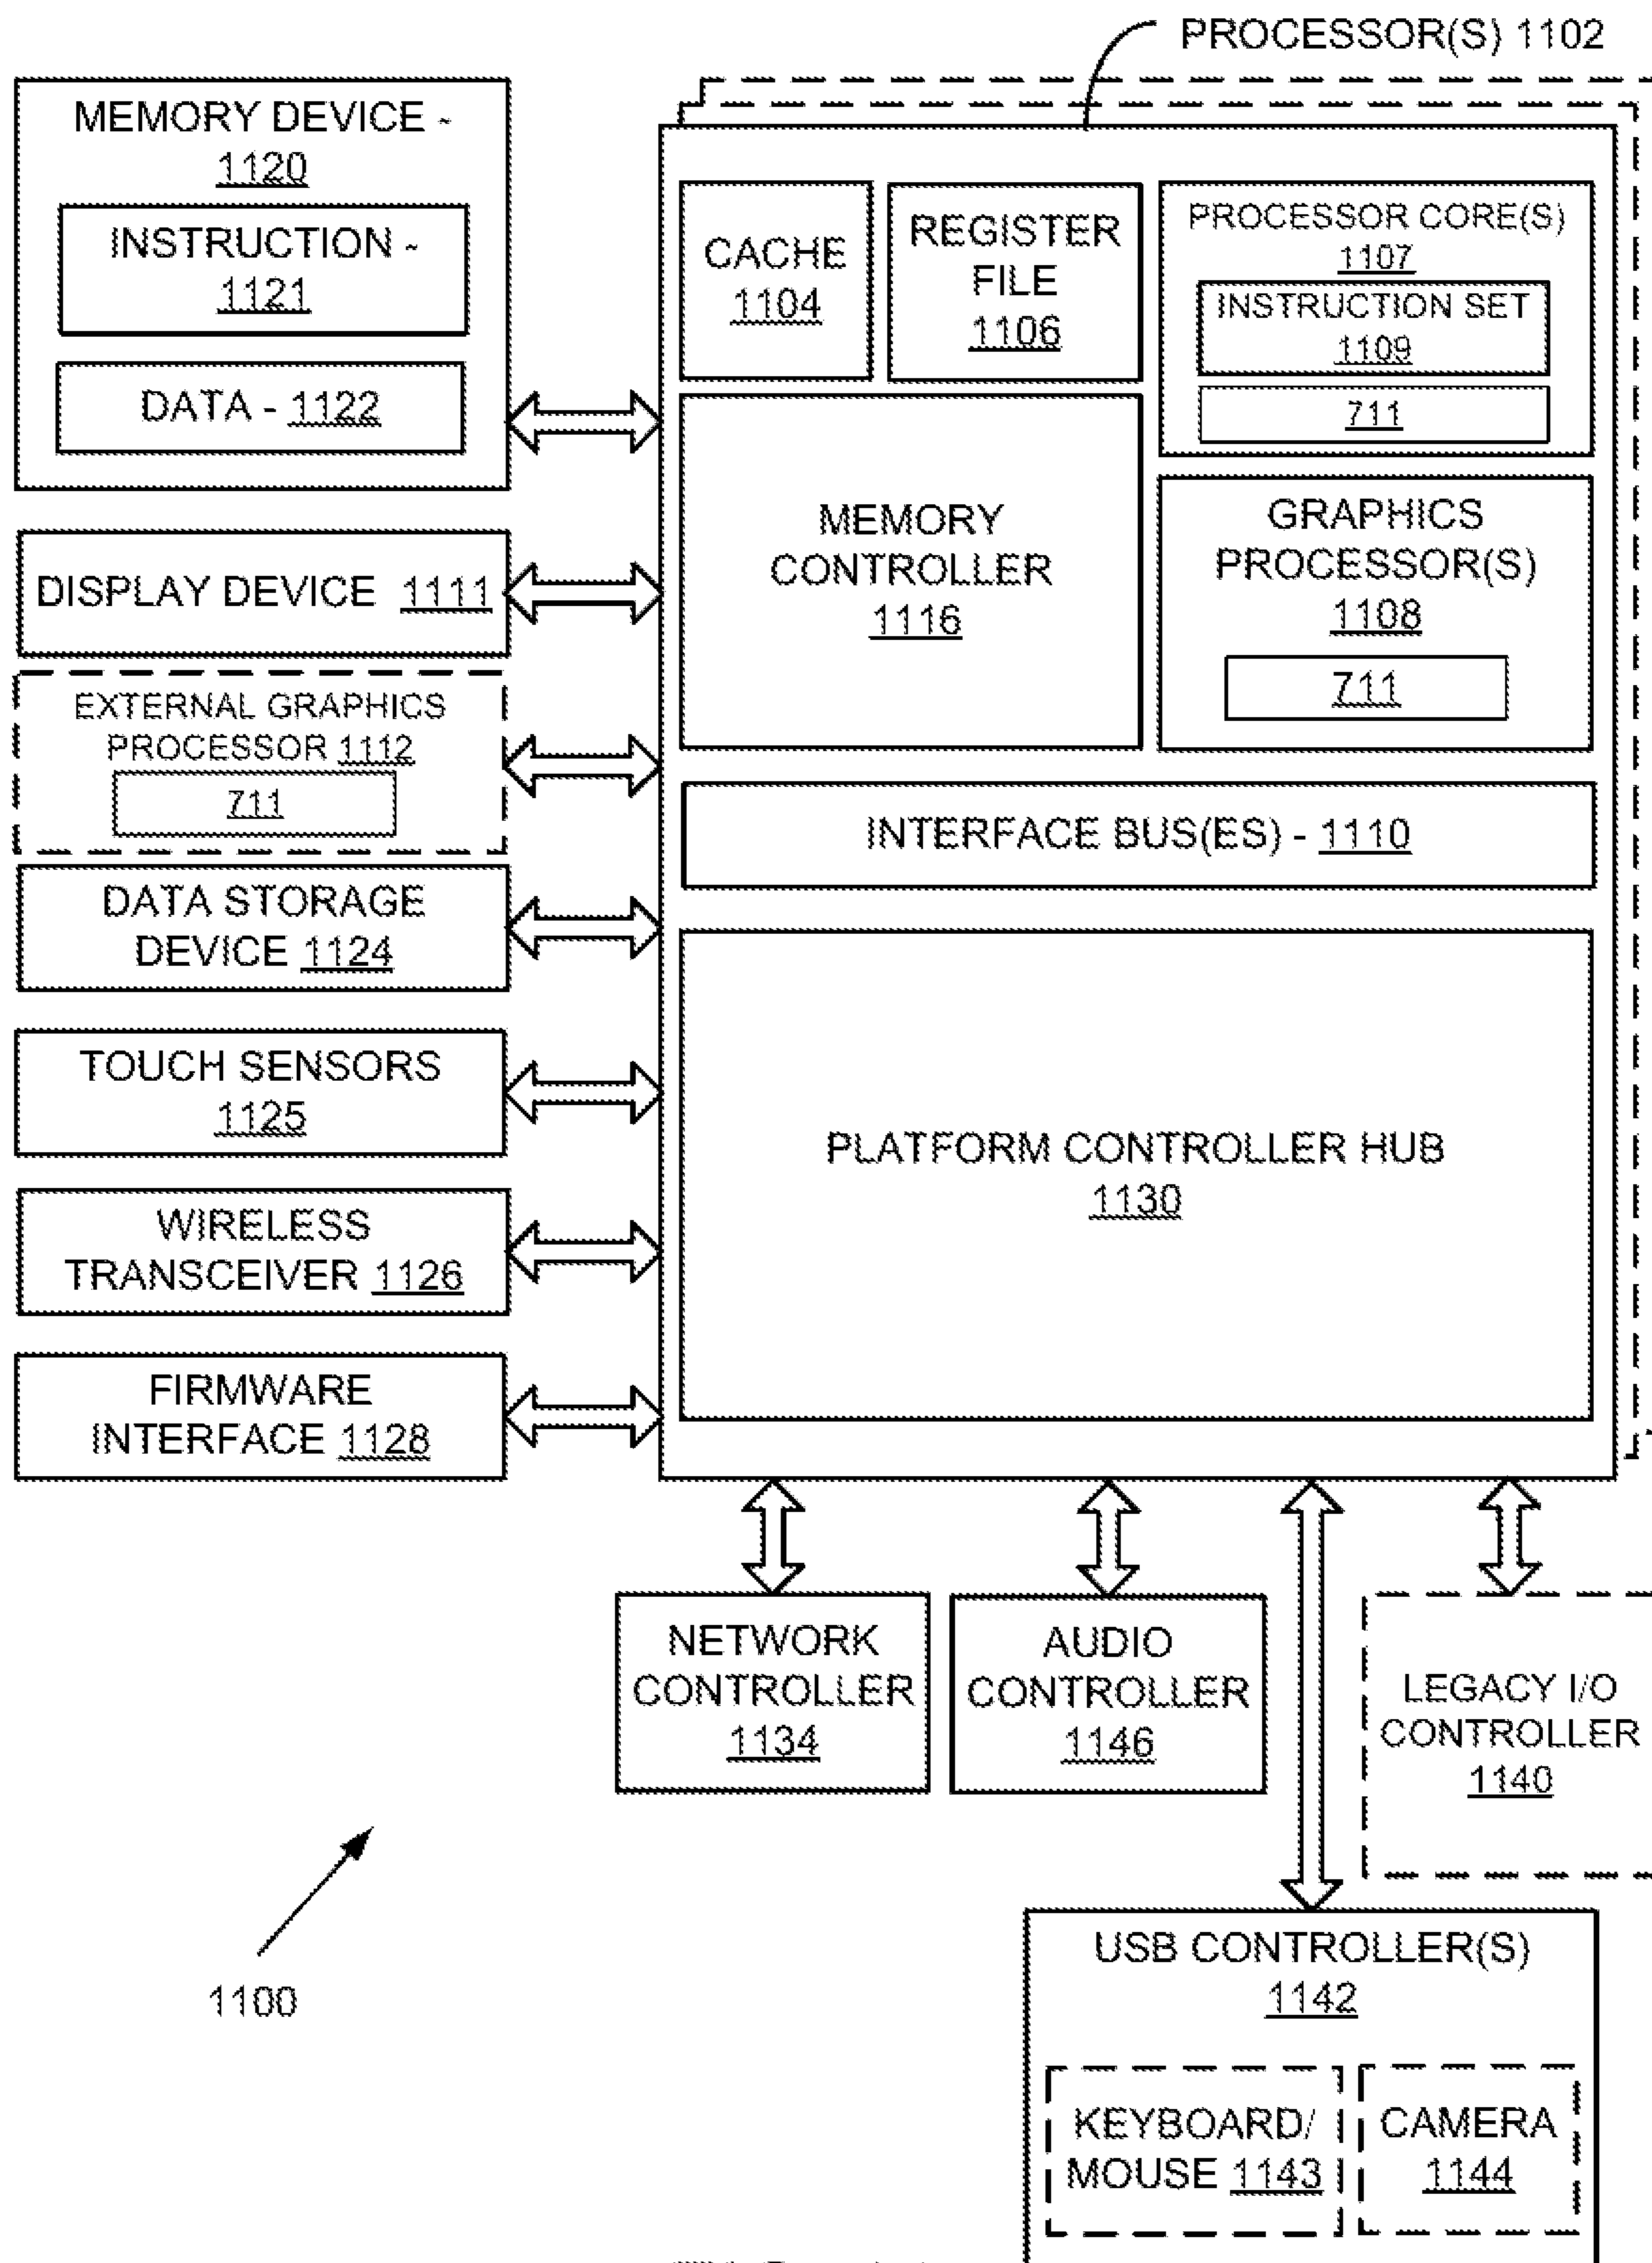 PROCESSOR(S) 1102
MEMORY DEVICE -
1120
INSTRUCTION -
1121
DATA - 1122
CACHE
1104
REGISTER
FILE
1106
PROCESSOR CORE(S)
1107
INSTRUCTION SET
1109
711
MEMORY
CONTROLLER
1116
GRAPHICS
PROCESSOR(S)
1108
711
DISPLAY DEVICE 1111
EXTERNAL GRAPHICS
PROCESSOR 1112
711
INTERFACE BUS(ES) - 1110
DATA STORAGE
DEVICE 1124
TOUCH SENSORS
1125
PLATFORM CONTROLLER HUB
1130
WIRELESS
TRANSCEIVER 1126
FIRMWARE
INTERFACE 1128
NETWORK
CONTROLLER
1134
AUDIO
CONTROLLER
1146
LEGACY I/O
CONTROLLER
1140
1100
USB CONTROLLER(S)
1142
KEYBOARD/
MOUSE 1143
CAMERA
1144